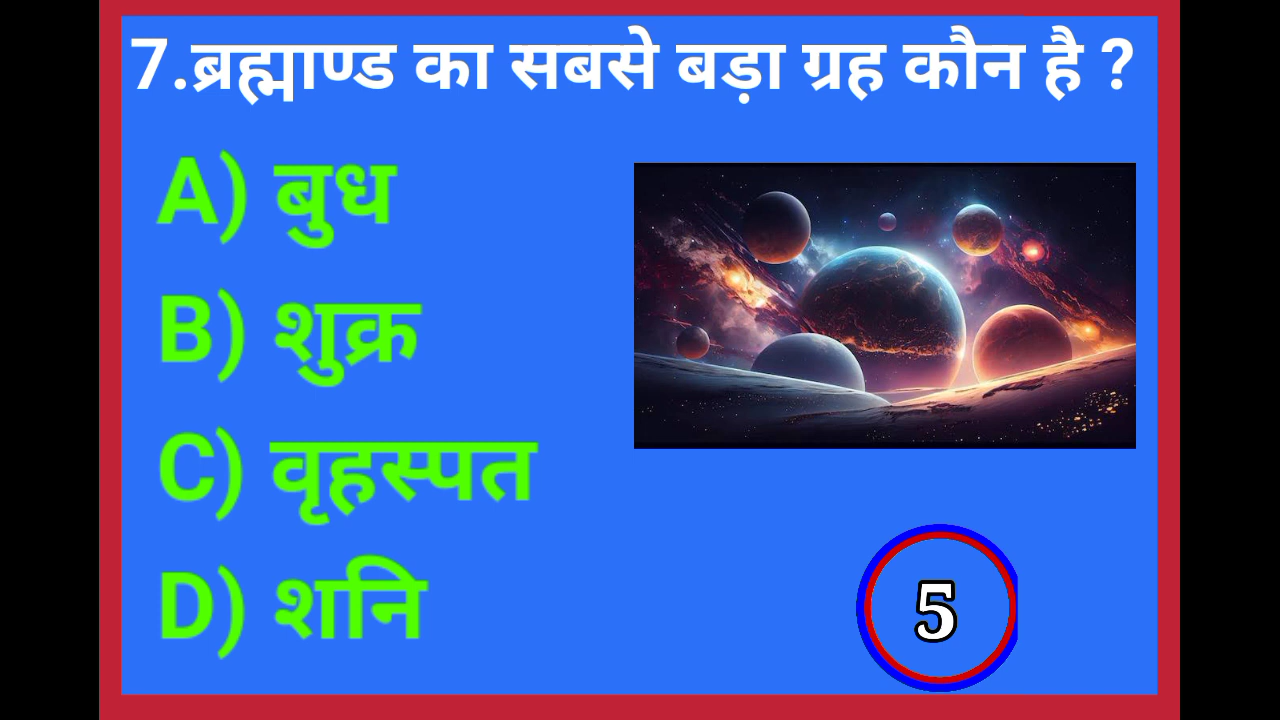 7.ब्रह्माण्ड का सबसे बड़ा ग्रह कौन है ?
A) बुध
B) शुक्र
C) वृहस्पत
D) शनि
5